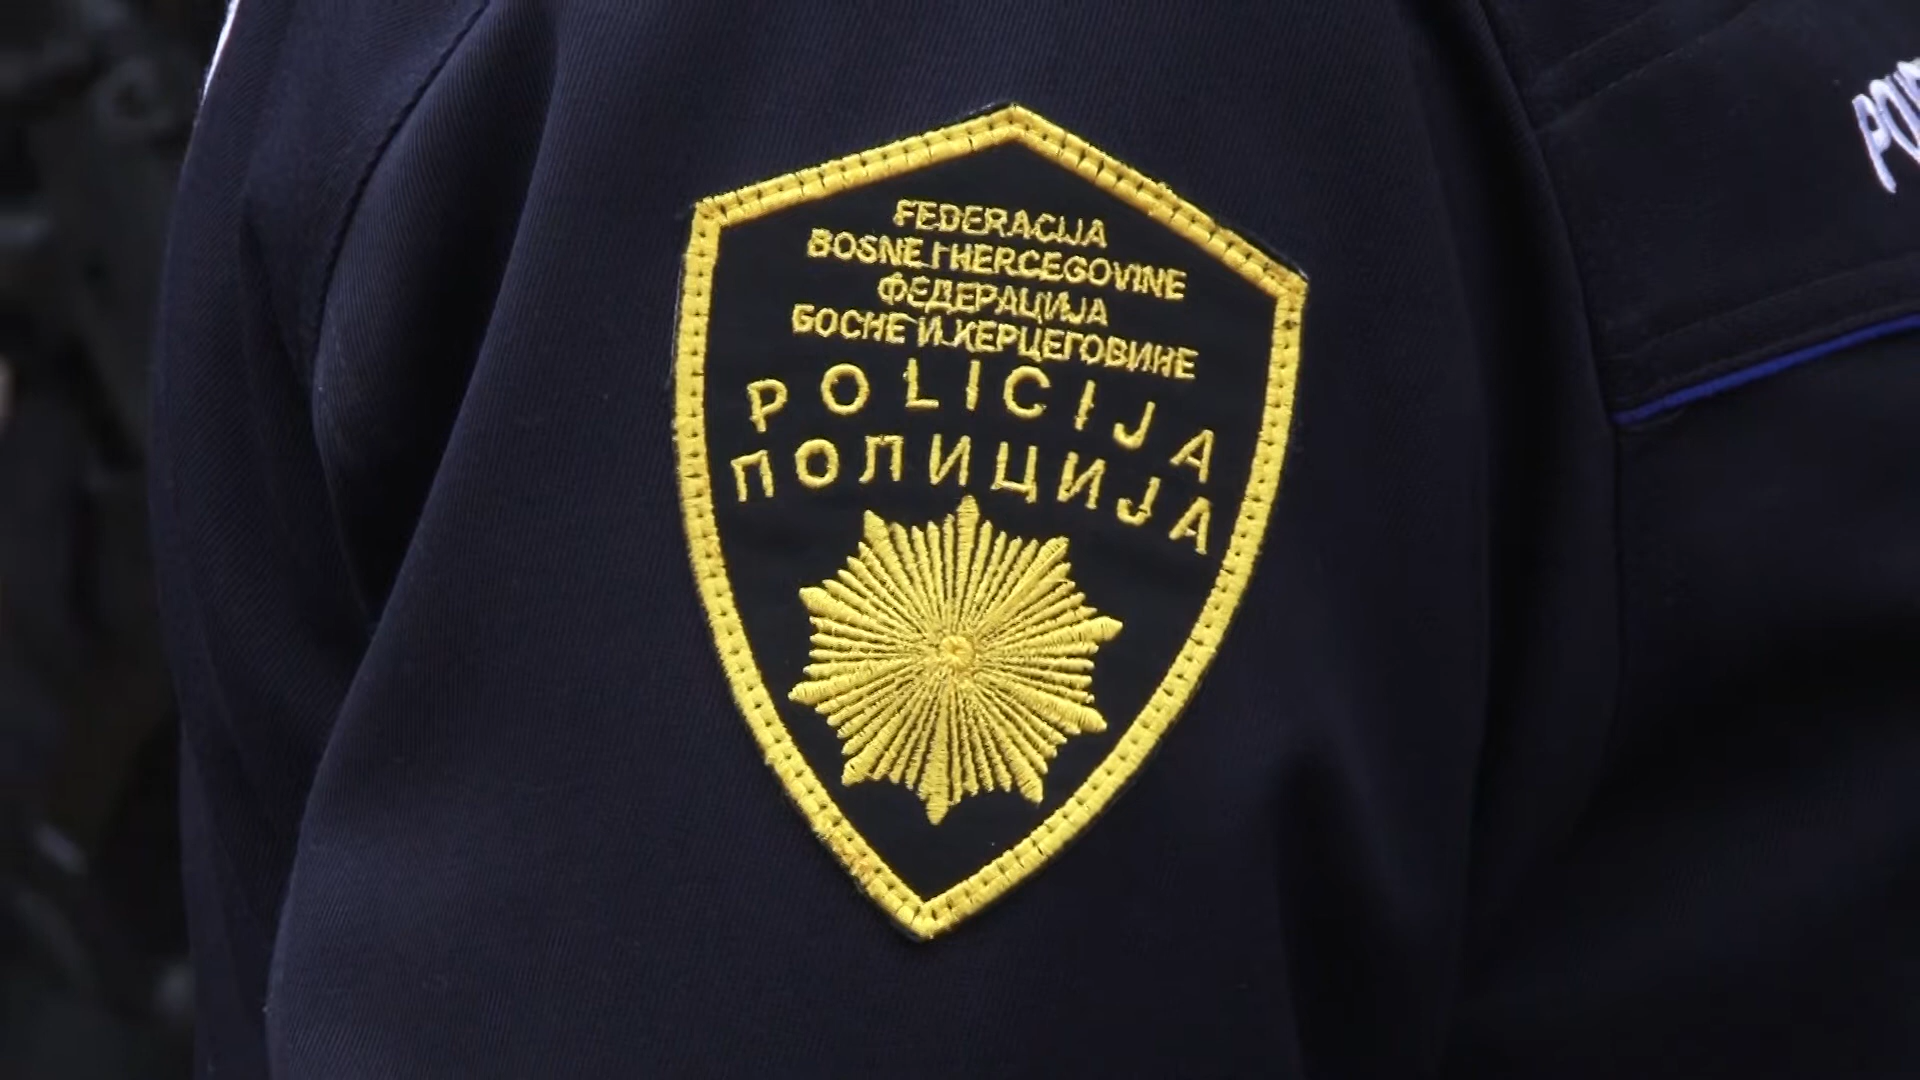 FEDERACIJA
BOSNE I HERCEGOVINE
ФЕДЕРАЦИЈА
БОСНЕ И ХЕРЦЕГОВИНЕ
POLICIJA
ПОЛИЦИЈА